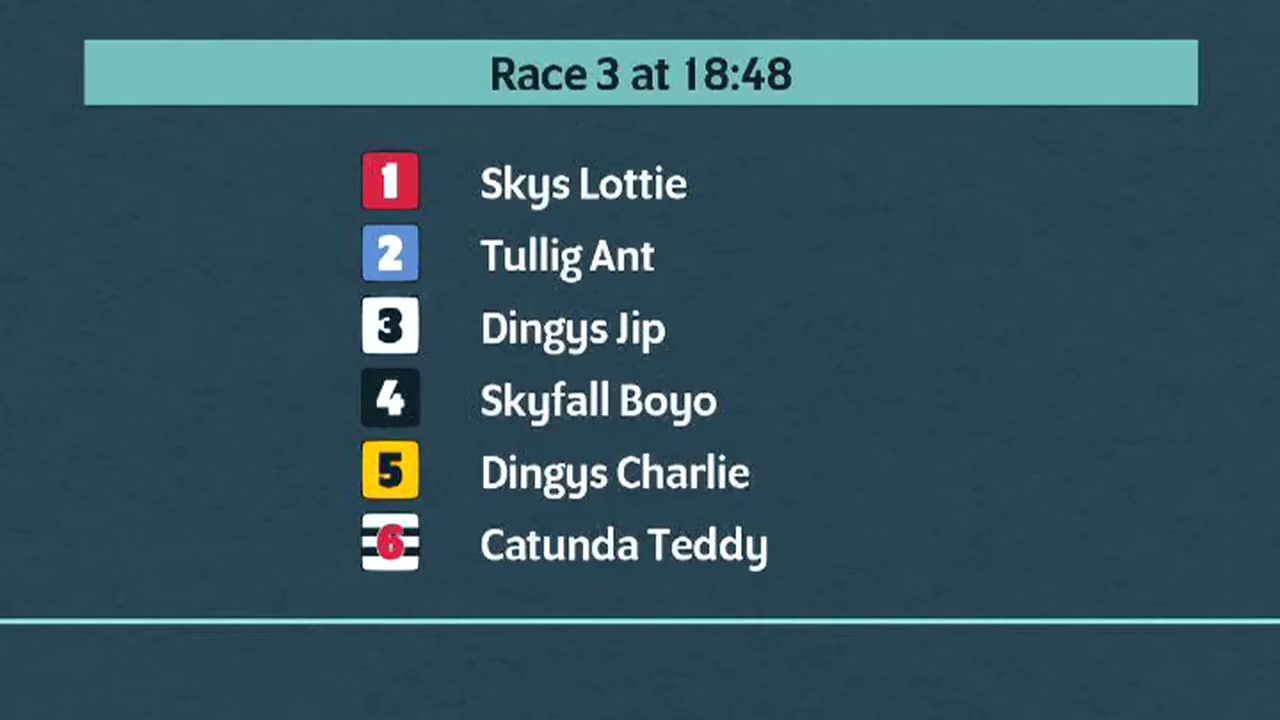 Race 3 at 18:48
1 Skys Lottie
2 Tullig Ant
3 Dingys Jip
4 Skyfall Boyo
5 Dingys Charlie
6 Catunda Teddy